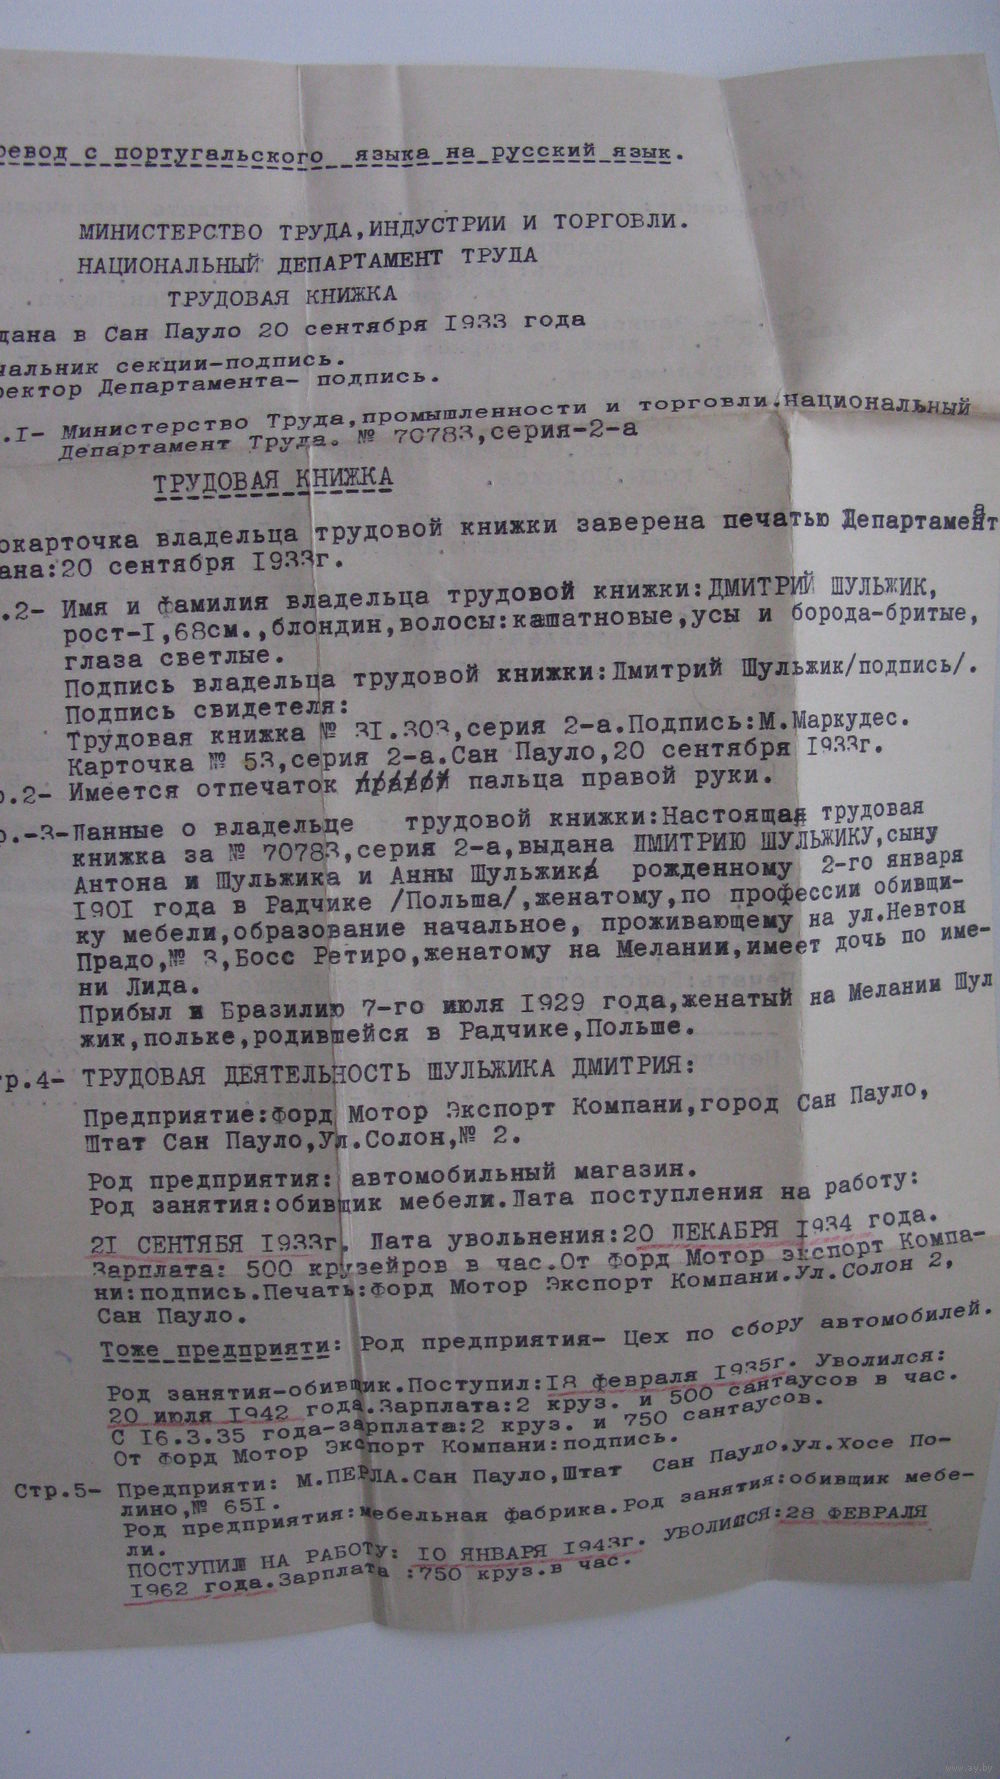 ревод с португальского языка на русский язык.
МИНИСТЕРСТВО ТРУДА,ИНДУСТРИИ И ТОРГОВЛИ.
НАЦИОНАЛЬНЫЙ ДЕПАРТАМЕНТ ТРУДА
ТРУДОВАЯ КНИЖКА
дана в Сан Пауло 20 сентября 1933 года
чальник секции-подпись.
ректор Департамента- подпись.
.I- Министерство Труда,промышленности и торговли.Национальный
Департамент Труда. № 70783,серия-2-а
ТРУДОВАЯ КНИЖКА
окарточка владельца трудовой книжки заверена печатью Департамента
ана:20 сентября 1933г.
.2- Имя и фамилия владельца трудовой книжки:ДМИТРИЙ ШУЛЬЖИК,
рост-1,68см.,блондин,волосы:кашатновые,усы и борода-бритые,
глаза светлые.
Подпись владельца трудовой книжки:Дмитрий Шульжик/подпись/.
Подпись свидетеля:
Трудовая книжка № 31.303,серия 2-а.Подпись:М.Маркудес.
Карточка № 53,серия 2-а.Сан Пауло,20 сентября 1933г.
р.2- Имеется отпечаток пальца правой руки.
р.-3-Данные о владельце трудовой книжки:Настоящая трудовая
книжка за № 70783,серия 2-а,выдана ДМИТРИЮ ШУЛЬЖИКУ,сыну
Антона и Шульжика и Анны Шульжик рожденному 2-го января
1901 года в Радчике /Польша/,женатому,по профессии обивщи-
ку мебели,образование начальное, проживающему на ул.Невтон
Прадо,№ 3,Босс Ретиро,женатому на Мелании,имеет дочь по име-
ни Лида.
Прибыл в Бразилию 7-го июля 1929 года,женатый на Мелании Шул
жик,польке,родившейся в Радчике,Польше.
тр.4- ТРУДОВАЯ ДЕЯТЕЛЬНОСТЬ ШУЛЬЖИКА ДМИТРИЯ:
Предприятие:Форд Мотор Экспорт Компани,город Сан Пауло,
Штат Сан Пауло,Ул.Солон,№ 2.
Род предприятия: автомобильный магазин.
Род занятия:обивщик мебели.Дата поступления на работу:
21 СЕНТЯБЯ 1933г. Дата увольнения:20 ДЕКАБРЯ 1934 года.
Зарплата: 500 крузейров в час.От Форд Мотор экспорт Компа-
ни:подпись.Печать:Форд Мотор Экспорт Компани.Ул.Солон 2,
Сан Пауло.
Тоже предприяти: Род предприятия- Цех по сбору автомобилей.
Род занятия-обивщик.Поступил:18 февраля 1935г. Уволился:
20 июля 1942 года.Зарплата:2 круз. и 500 сантаусов в час.
С 16.3.35 года-зарплата:2 круз. и 750 сантаусов.
От Форд Мотор Экспорт Компани:подпись.
Стр.5- Предприяти: М.ПЕРЛА.Сан Пауло,Штат Сан Пауло,ул.Хосе По-
лино,№ 651.
Род предприятия:мебельная фабрика.Род занятия:обивщик мебе-
ли.
ПОСТУПИЛ НА РАБОТУ: 10 ЯНВАРЯ 1943г. УВОЛИЛСЯ:28 ФЕВРАЛЯ
1962 года.Зарплата :750 круз.в час.
www.ay.by